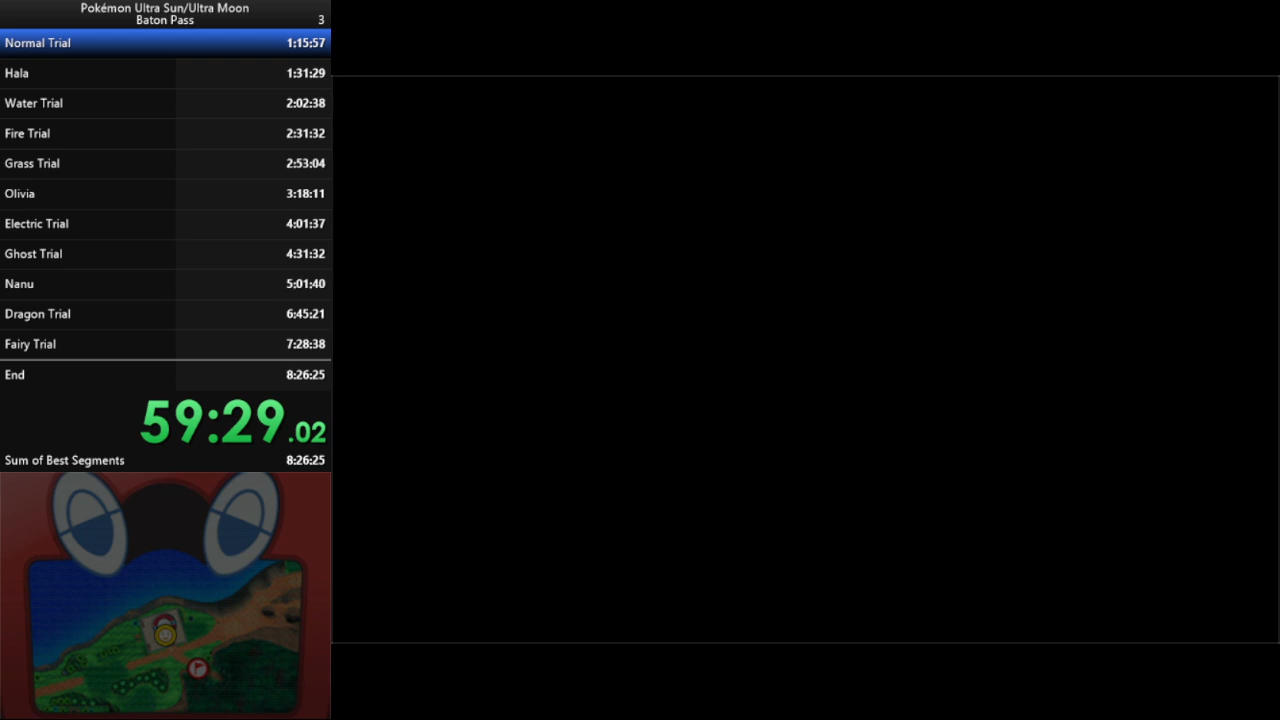 Pokémon Ultra Sun/Ultra Moon
Baton Pass 3
Normal Trial 1:15:57
Hala 1:31:29
Water Trial 2:02:38
Fire Trial 2:31:32
Grass Trial 2:53:04
Olivia 3:18:11
Electric Trial 4:01:37
Ghost Trial 4:31:32
Nanu 5:01:40
Dragon Trial 6:45:21
Fairy Trial 7:28:38
End 8:26:25
59:29.02
Sum of Best Segments 8:26:25